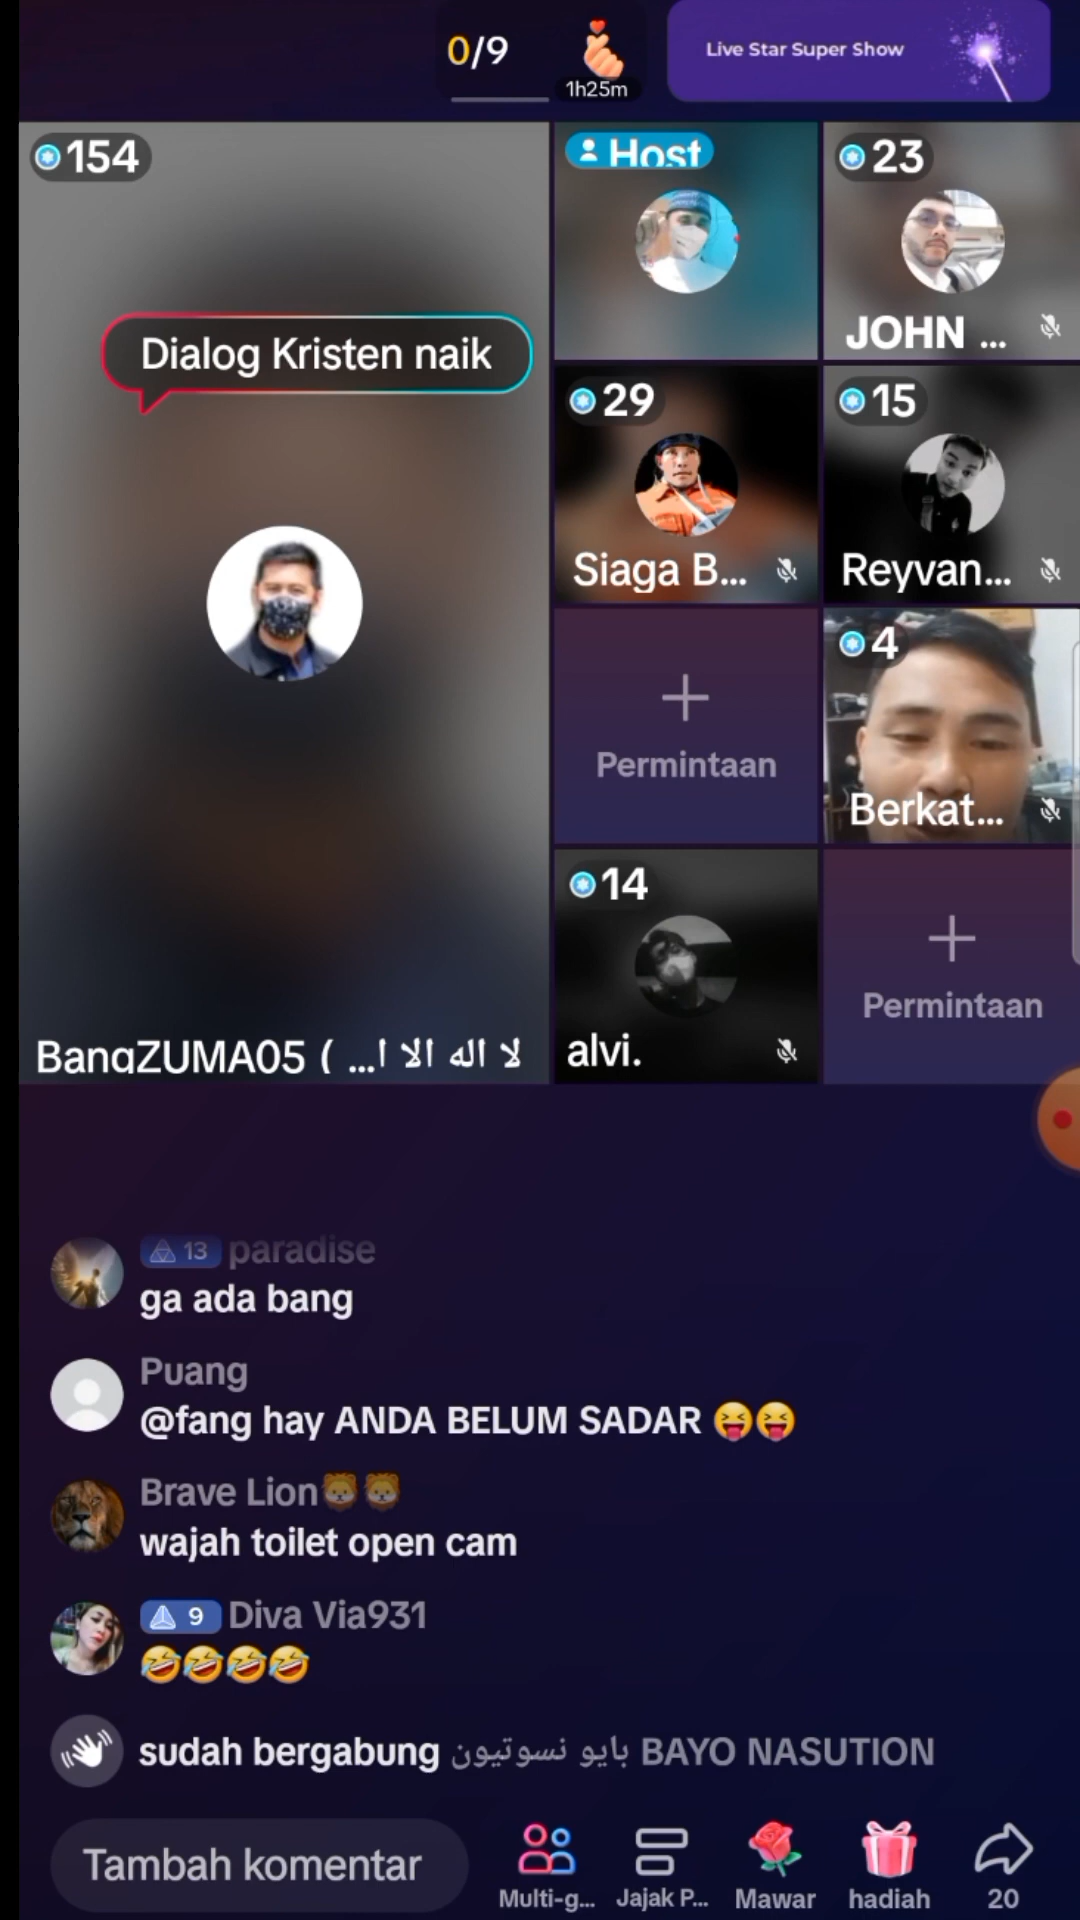 0/9
1h25m
Live Star Super Show
154
Host
23
Dialog Kristen naik
JOHN ...
29
15
Siaga B...
Reyvan...
4
Permintaan
Berkat...
14
Permintaan
BangZUMA05 ( لا اله الا ا...
alvi.
13 paradise
ga ada bang
Puang
@fang hay ANDA BELUM SADAR 😝😝
Brave Lion🦁🦁
wajah toilet open cam
9 Diva Via931
🤣🤣🤣🤣
sudah bergabung بايو نسوتيون BAYO NASUTION
Tambah komentar
Multi-g...
Jajak P...
Mawar
hadiah
20